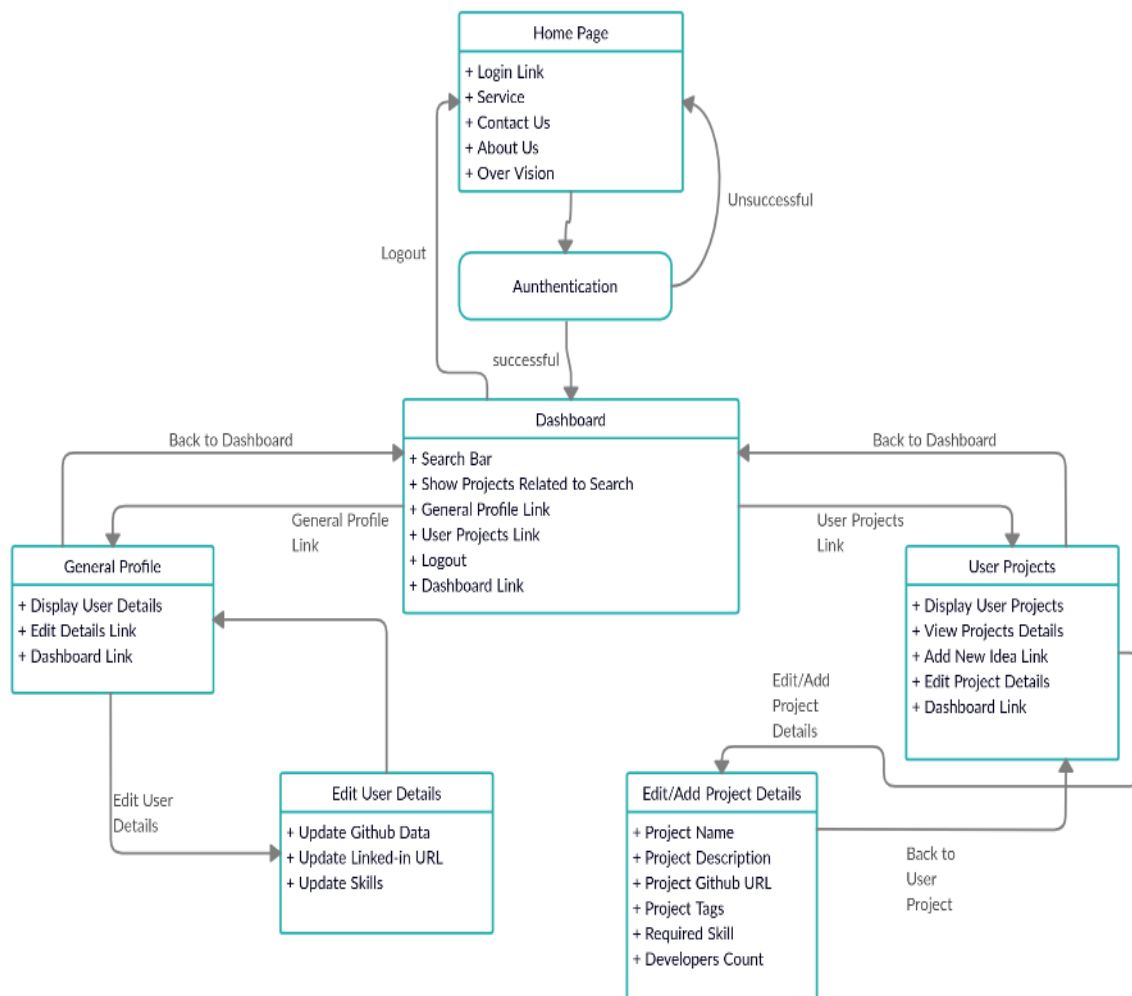 Home Page
+ Login Link
+ Service
+ Contact Us
+ About Us
+ Over Vision
Unsuccessful
Logout
Aunthentication
successful
Dashboard
+ Search Bar
+ Show Projects Related to Search
+ General Profile Link
+ User Projects Link
+ Logout
+ Dashboard Link
Back to Dashboard
Back to Dashboard
General Profile
Link
User Projects
Link
General Profile
+ Display User Details
+ Edit Details Link
+ Dashboard Link
User Projects
+ Display User Projects
+ View Projects Details
+ Add New Idea Link
+ Edit Project Details
+ Dashboard Link
Edit/Add
Project
Details
Edit User
Details
Edit User Details
+ Update Github Data
+ Update Linked-in URL
+ Update Skills
Edit/Add Project Details
+ Project Name
+ Project Description
+ Project Github URL
+ Project Tags
+ Required Skill
+ Developers Count
Back to
User
Project